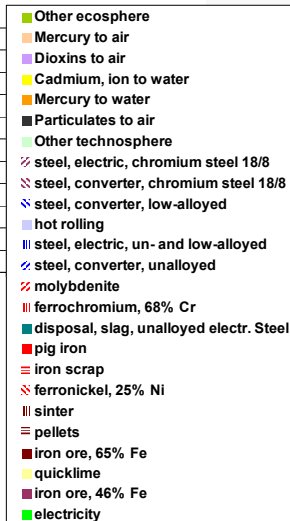 Other ecosphere
Mercury to air
Dioxins to air
Cadmium, ion to water
Mercury to water
Particulates to air
Other technosphere
steel, electric, chromium steel 18/8
steel, converter, chromium steel 18/8
steel, converter, low-alloyed
hot rolling
steel, electric, un- and low-alloyed
steel, converter, unalloyed
molybdenite
ferrochromium, 68% Cr
disposal, slag, unalloyed electr. Steel
pig iron
iron scrap
ferronickel, 25% Ni
sinter
pellets
iron ore, 65% Fe
quicklime
iron ore, 46% Fe
electricity